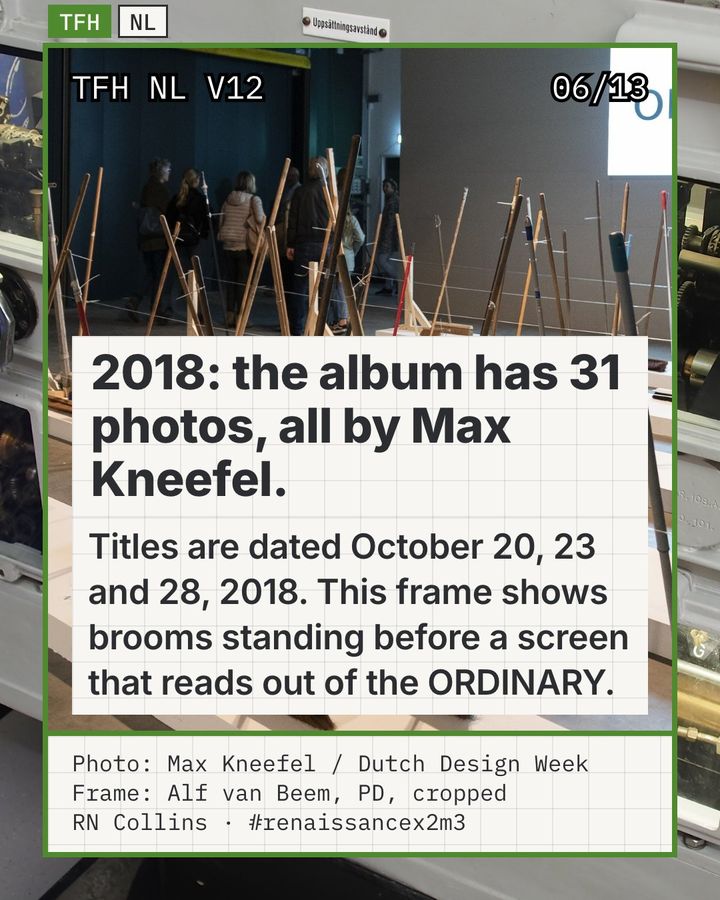 TFH NL
Uppsättningsavstånd
TFH NL V12
06/13
2018: the album has 31
photos, all by Max
Kneefel.
Titles are dated October 20, 23
and 28, 2018. This frame shows
brooms standing before a screen
that reads out of the ORDINARY.
Photo: Max Kneefel / Dutch Design Week
Frame: Alf van Beem, PD, cropped
RN Collins · #renaissancex2m3